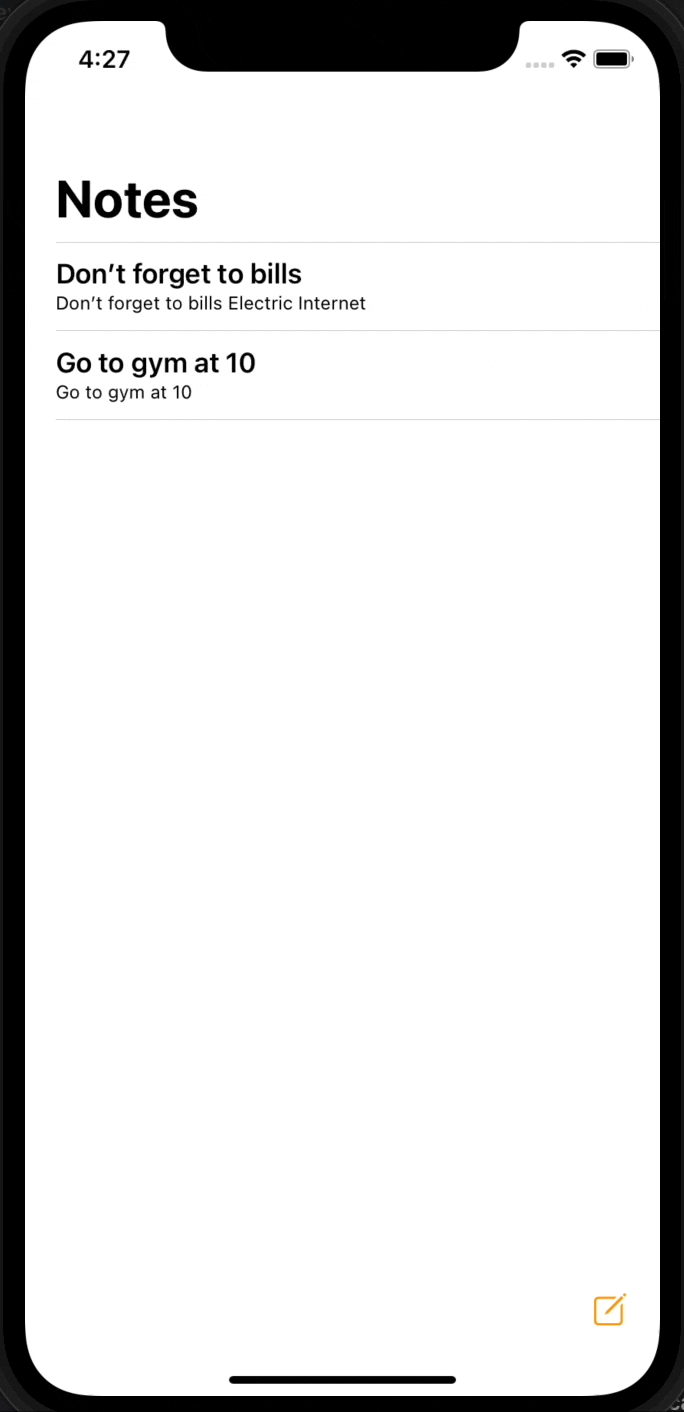 4:27
Notes
Don’t forget to bills
Don’t forget to bills Electric Internet
Go to gym at 10
Go to gym at 10